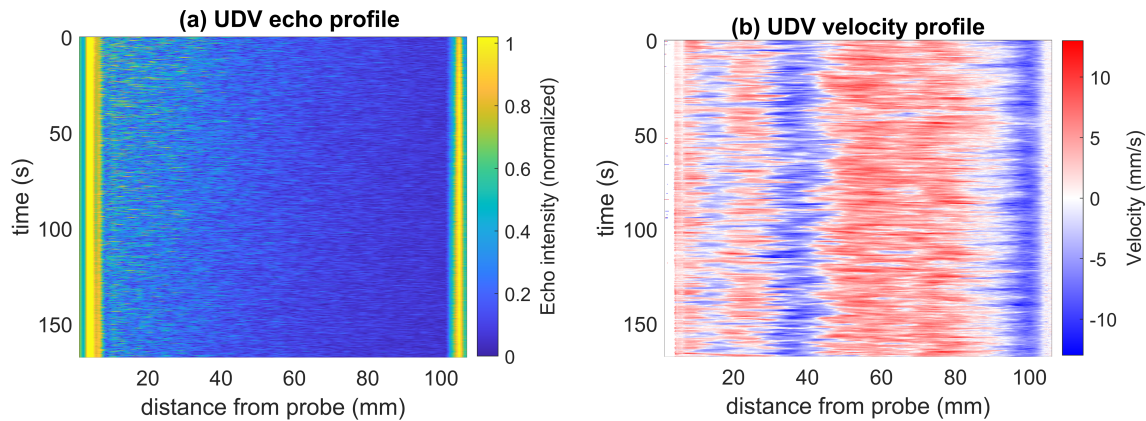 (a) UDV echo profile
0
50
100
150
time (s)
20 40 60 80 100
distance from probe (mm)
1
0.8
0.6
0.4
0.2
0
Echo intensity (normalized)
(b) UDV velocity profile
0
50
100
150
time (s)
20 40 60 80 100
distance from probe (mm)
10
5
0
-5
-10
Velocity (mm/s)